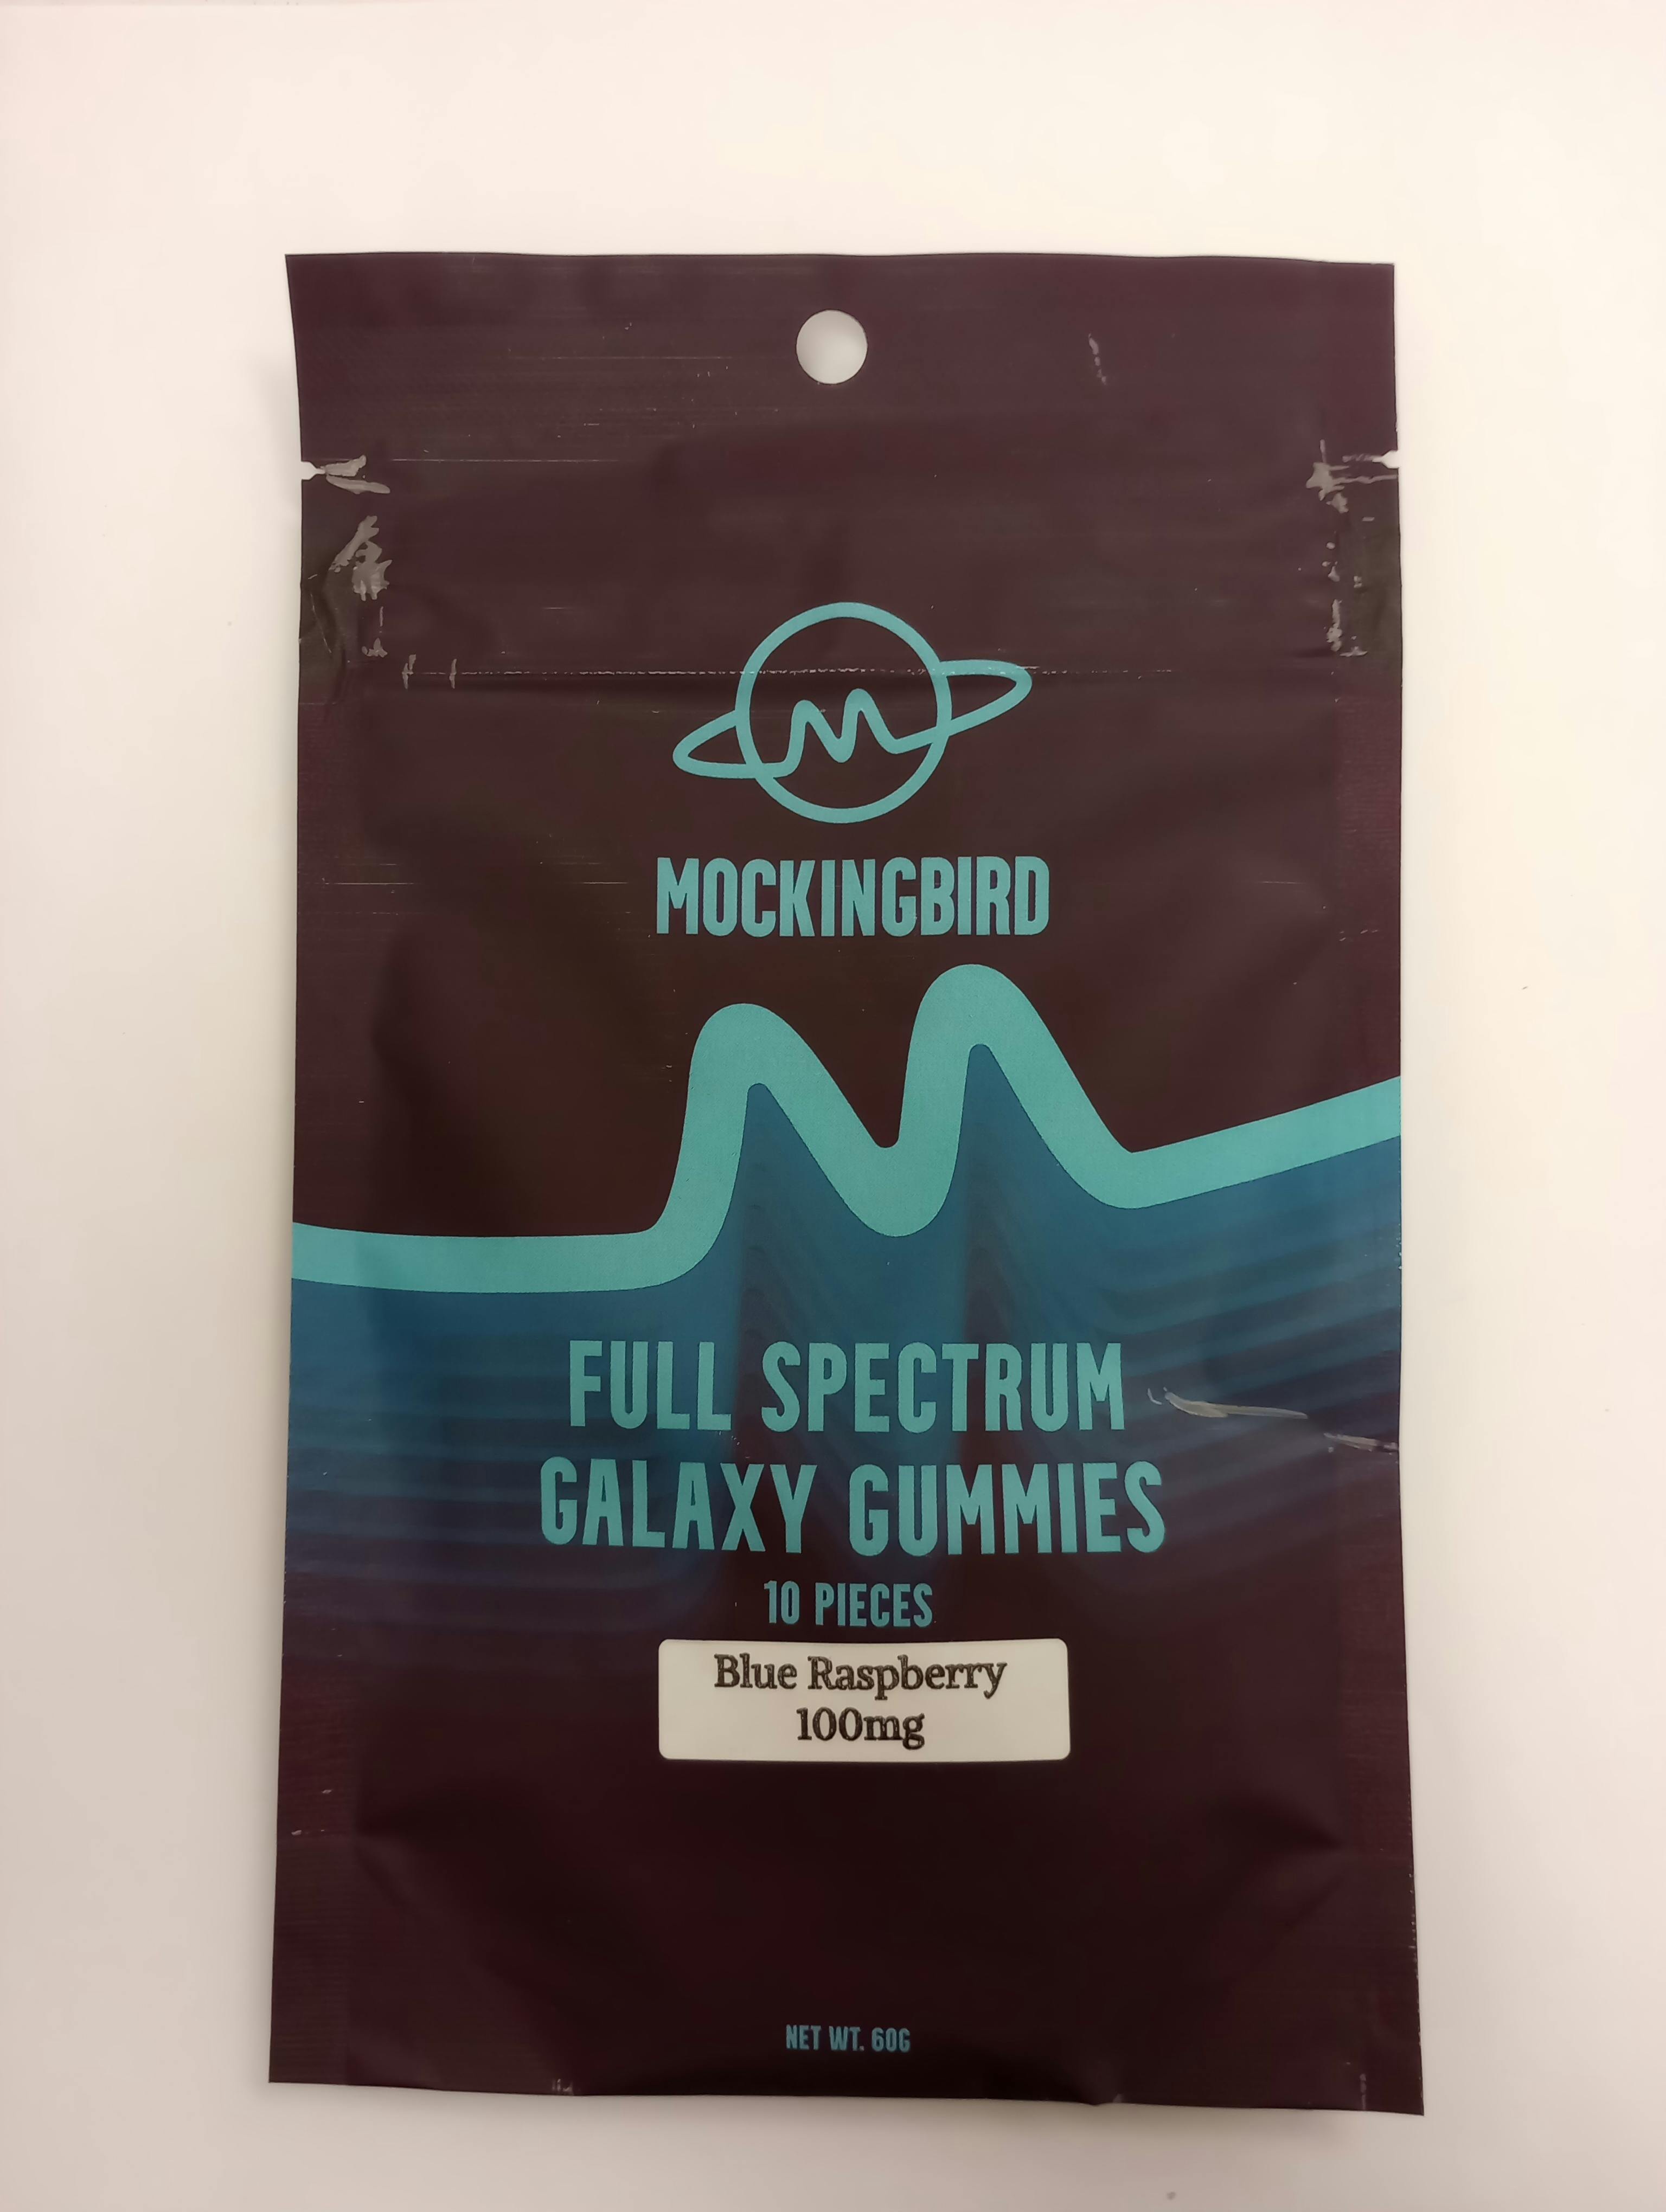 MOCKINGBIRD
FULL SPECTRUM
GALAXY GUMMIES
10 PIECES
Blue Raspberry
100mg
NET WT. 60G